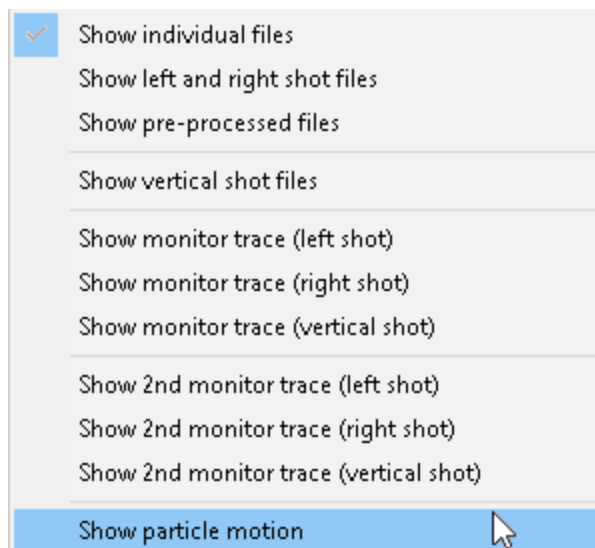 Show individual files
Show left and right shot files
Show pre-processed files
Show vertical shot files
Show monitor trace (left shot)
Show monitor trace (right shot)
Show monitor trace (vertical shot)
Show 2nd monitor trace (left shot)
Show 2nd monitor trace (right shot)
Show 2nd monitor trace (vertical shot)
Show particle motion